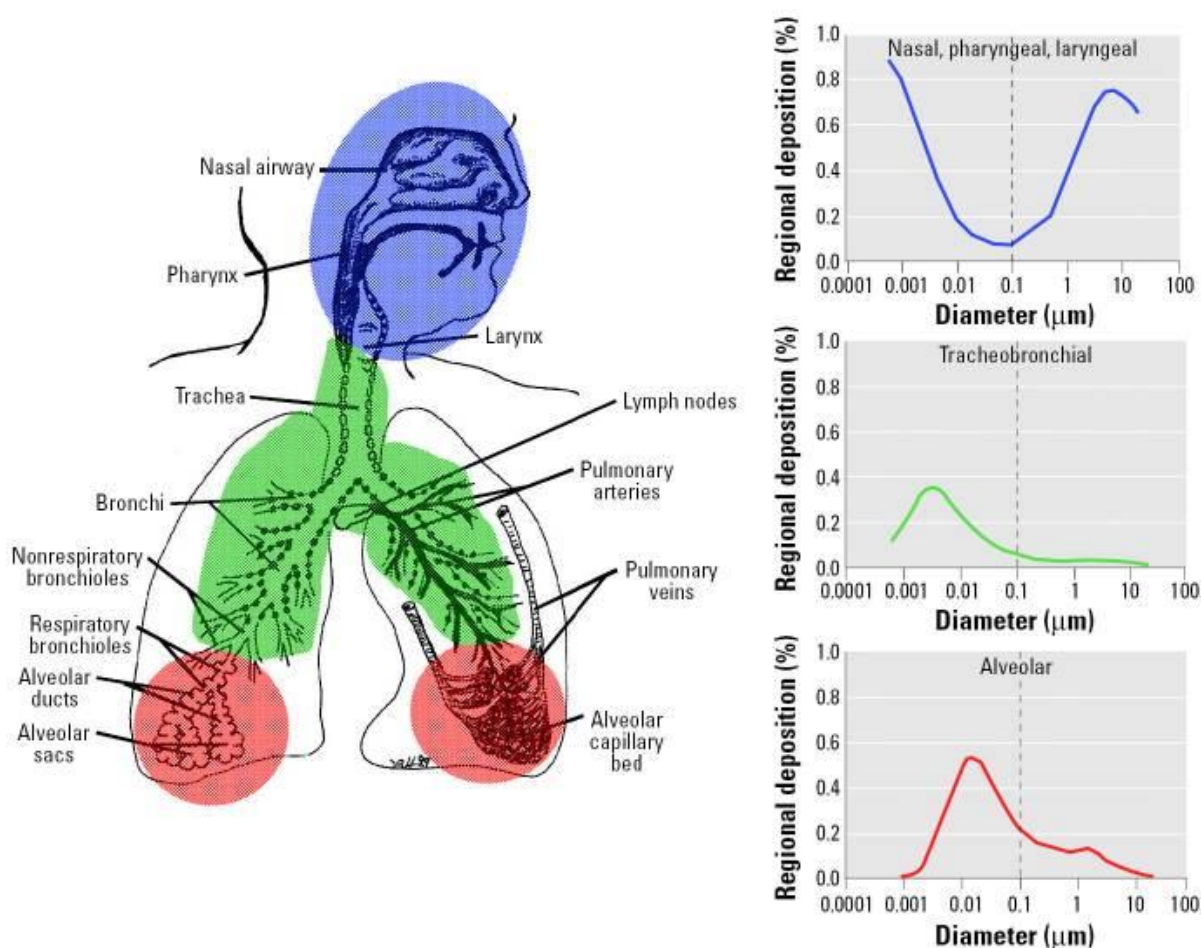 Nasal airway
Pharynx
Larynx
Trachea
Lymph nodes
Bronchi
Pulmonary
arteries
Nonrespiratory
bronchioles
Pulmonary
veins
Respiratory
bronchioles
Alveolar
ducts
Alveolar
sacs
Alveolar
capillary
bed
Regional deposition (%)
1.0
0.8
0.6
0.4
0.2
0.0
Nasal, pharyngeal, laryngeal
0.0001 0.001 0.01 0.1 1 10 100
Diameter (μm)
Regional deposition (%)
1.0
0.8
0.6
0.4
0.2
0.0
Tracheobronchial
0.0001 0.001 0.01 0.1 1 10 100
Diameter (μm)
Regional deposition (%)
1.0
0.8
0.6
0.4
0.2
0.0
Alveolar
0.0001 0.001 0.01 0.1 1 10 100
Diameter (μm)